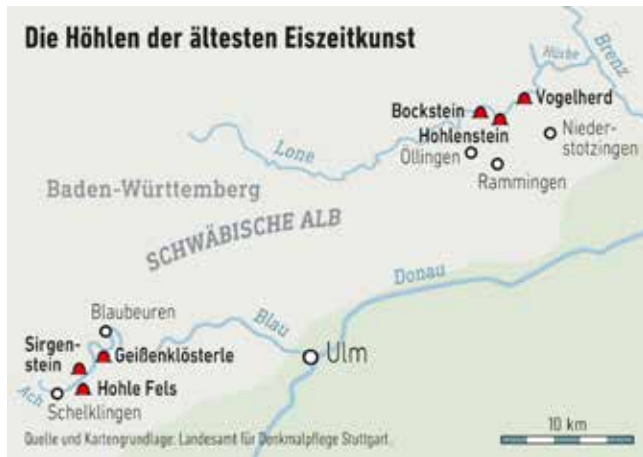 Die Höhlen der ältesten Eiszeitkunst
Hürbe
Brenz
Vogelherd
Bockstein
Hohlenstein
Nieder-
stotzingen
Öllingen
Rammingen
Lone
Baden-Württemberg
SCHWÄBISCHE ALB
Donau
Blaubeuren
Blau
Ulm
Sirgen-
stein
Geißenklösterle
Ach
Hohle Fels
Schelklingen
10 km
Quelle und Kartengrundlage: Landesamt für Denkmalpflege Stuttgart.